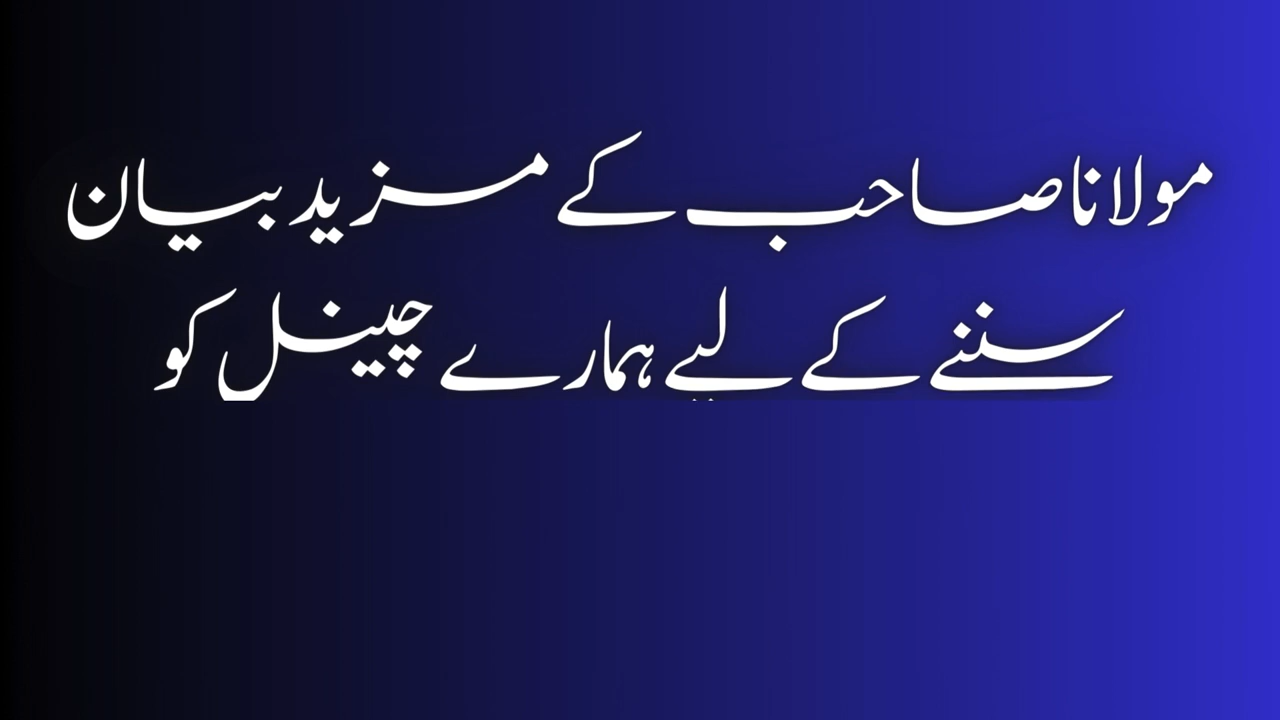 مولانا صاحب کے مزید بیان
سننے کے لیے ہمارے چینل کو